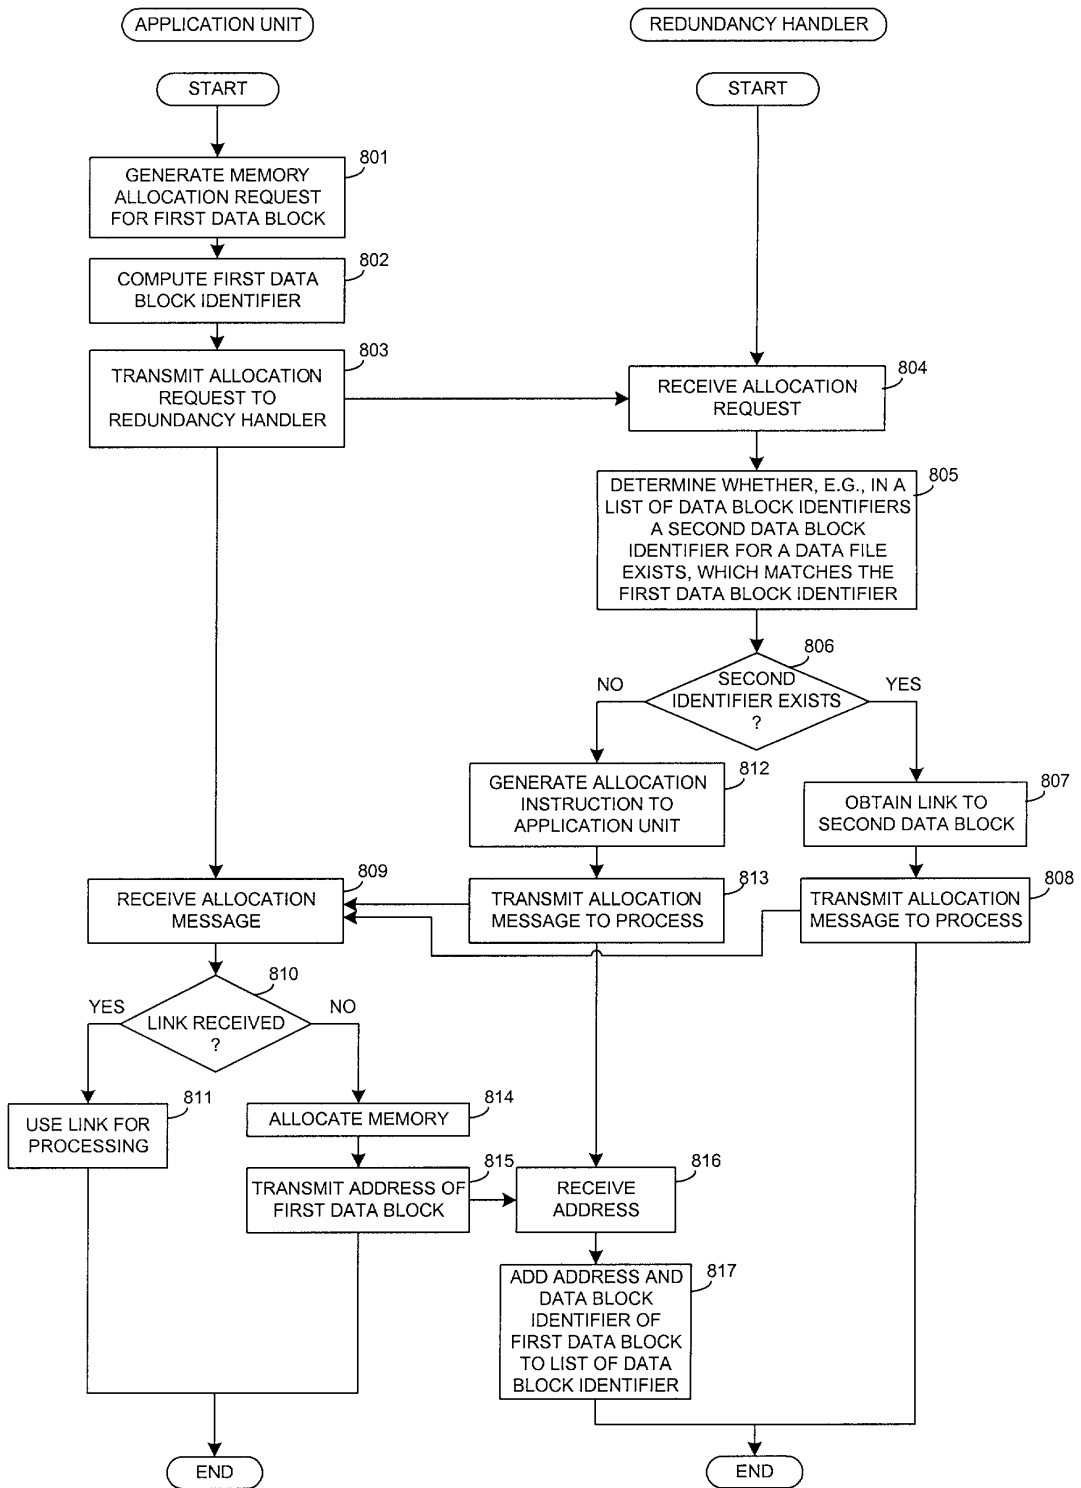 APPLICATION UNIT
REDUNDANCY HANDLER
START
START
801
GENERATE MEMORY
ALLOCATION REQUEST
FOR FIRST DATA BLOCK
802
COMPUTE FIRST DATA
BLOCK IDENTIFIER
803
TRANSMIT ALLOCATION
REQUEST TO
REDUNDANCY HANDLER
804
RECEIVE ALLOCATION
REQUEST
805
DETERMINE WHETHER, E.G., IN A
LIST OF DATA BLOCK IDENTIFIERS
A SECOND DATA BLOCK
IDENTIFIER FOR A DATA FILE
EXISTS, WHICH MATCHES THE
FIRST DATA BLOCK IDENTIFIER
806
NO
SECOND
IDENTIFIER EXISTS
?
YES
812
GENERATE ALLOCATION
INSTRUCTION TO
APPLICATION UNIT
807
OBTAIN LINK TO
SECOND DATA BLOCK
809
RECEIVE ALLOCATION
MESSAGE
813
TRANSMIT ALLOCATION
MESSAGE TO PROCESS
808
TRANSMIT ALLOCATION
MESSAGE TO PROCESS
810
YES
LINK RECEIVED
?
NO
811
USE LINK FOR
PROCESSING
814
ALLOCATE MEMORY
815
TRANSMIT ADDRESS OF
FIRST DATA BLOCK
816
RECEIVE
ADDRESS
817
ADD ADDRESS AND
DATA BLOCK
IDENTIFIER OF
FIRST DATA BLOCK
TO LIST OF DATA
BLOCK IDENTIFIER
END
END